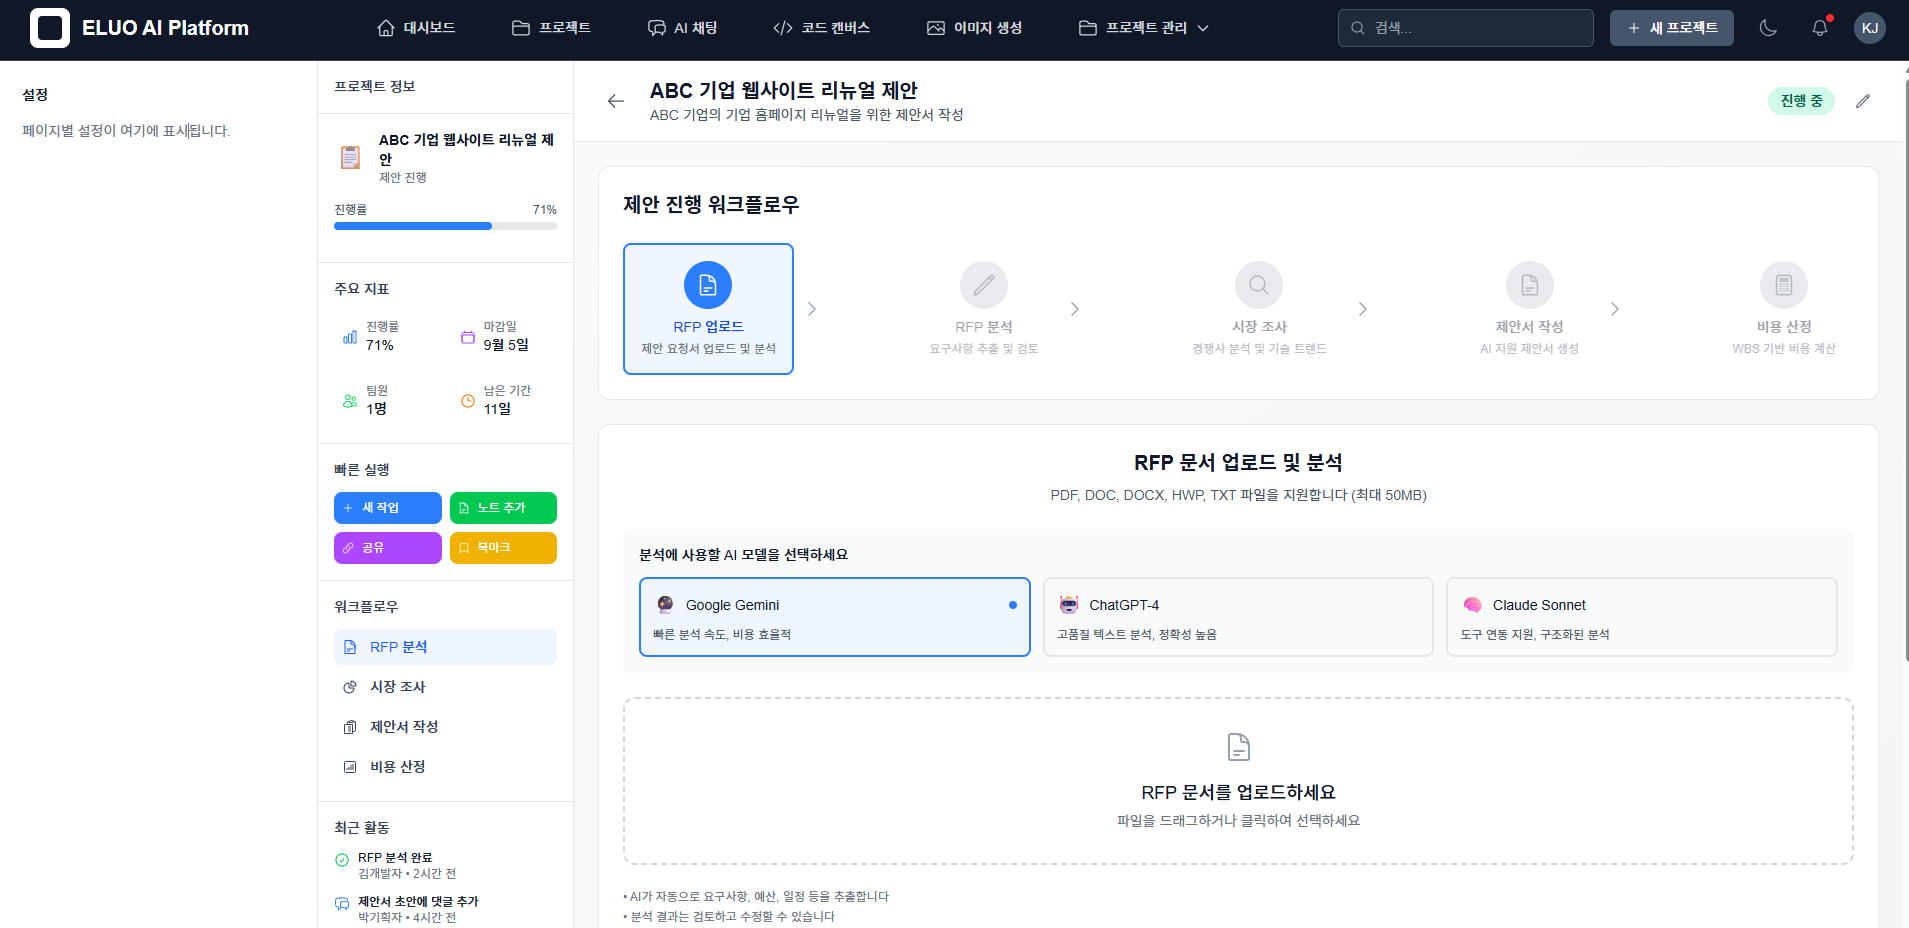 ELUO AI Platform
대시보드
프로젝트
AI 채팅
코드 캔버스
이미지 생성
프로젝트 관리
검색...
새 프로젝트
KJ
설정
페이지별 설정이 여기에 표시됩니다.
프로젝트 정보
ABC 기업 웹사이트 리뉴얼 제
안
제안 진행
진행률 71%
주요 지표
진행률
71%
마감일
9월 5일
팀원
1명
남은 기간
11일
빠른 실행
새 작업
노트 추가
공유
북마크
워크플로우
RFP 분석
시장 조사
제안서 작성
비용 산정
최근 활동
RFP 분석 완료
김개발자 • 2시간 전
제안서 초안에 댓글 추가
박기획자 • 4시간 전
ABC 기업 웹사이트 리뉴얼 제안
ABC 기업의 기업 홈페이지 리뉴얼을 위한 제안서 작성
진행 중
제안 진행 워크플로우
RFP 업로드
제안 요청서 업로드 및 분석
RFP 분석
요구사항 추출 및 검토
시장 조사
경쟁사 분석 및 기술 트렌드
제안서 작성
AI 지원 제안서 생성
비용 산정
WBS 기반 비용 계산
RFP 문서 업로드 및 분석
PDF, DOC, DOCX, HWP, TXT 파일을 지원합니다 (최대 50MB)
분석에 사용할 AI 모델을 선택하세요
Google Gemini
빠른 분석 속도, 비용 효율적
ChatGPT-4
고품질 텍스트 분석, 정확성 높음
Claude Sonnet
도구 연동 지원, 구조화된 분석
RFP 문서를 업로드하세요
파일을 드래그하거나 클릭하여 선택하세요
• AI가 자동으로 요구사항, 예산, 일정 등을 추출합니다
• 분석 결과는 검토하고 수정할 수 있습니다